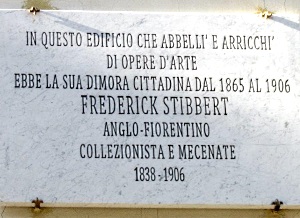 IN QUESTO EDIFICIO CHE ABBELLI' E ARRICCHI'
DI OPERE D'ARTE
EBBE LA SUA DIMORA CITTADINA DAL 1865 AL 1906
FREDERICK STIBBERT
ANGLO-FIORENTINO
COLLEZIONISTA E MECENATE
1838-1906